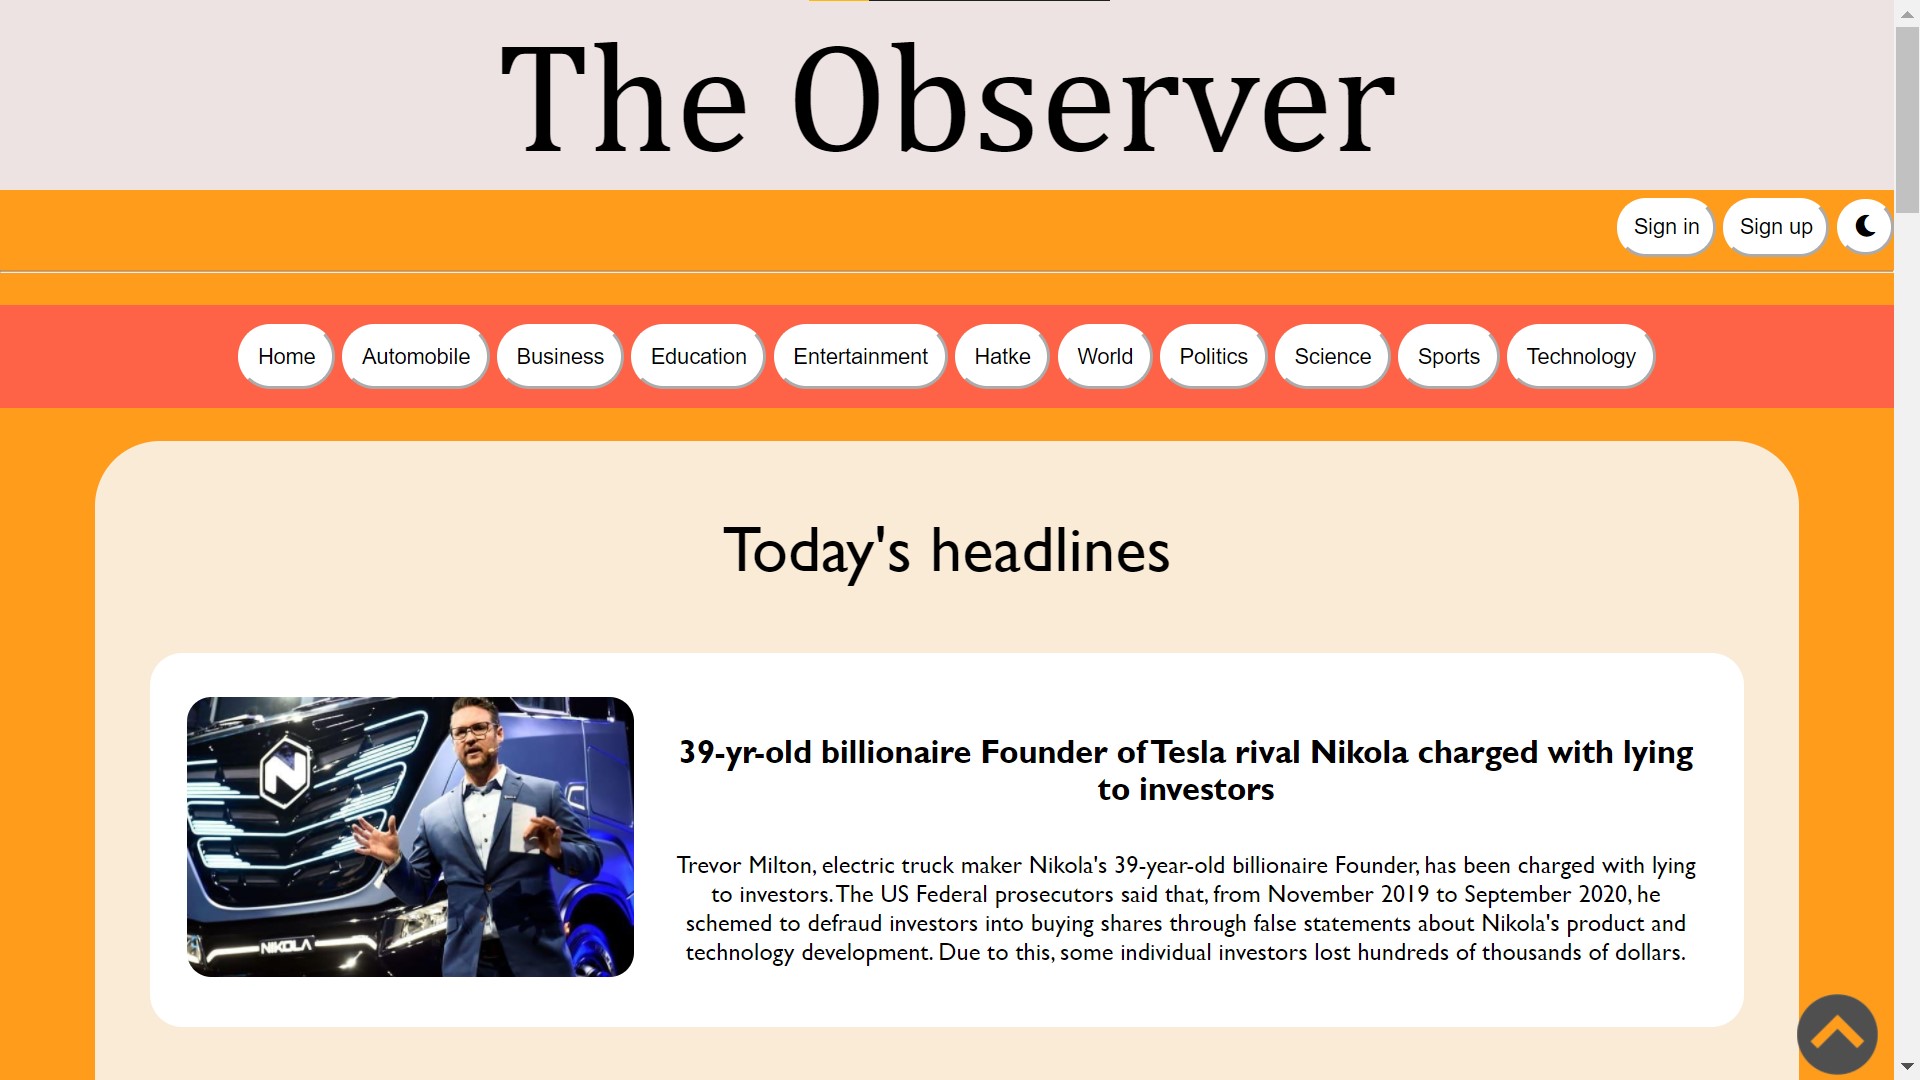 The Observer
Sign in
Sign up
Home
Automobile
Business
Education
Entertainment
Hatke
World
Politics
Science
Sports
Technology
Today's headlines
N
NIKOLA
39-yr-old billionaire Founder of Tesla rival Nikola charged with lying
to investors
Trevor Milton, electric truck maker Nikola's 39-year-old billionaire Founder, has been charged with lying
to investors. The US Federal prosecutors said that, from November 2019 to September 2020, he
schemed to defraud investors into buying shares through false statements about Nikola's product and
technology development. Due to this, some individual investors lost hundreds of thousands of dollars.